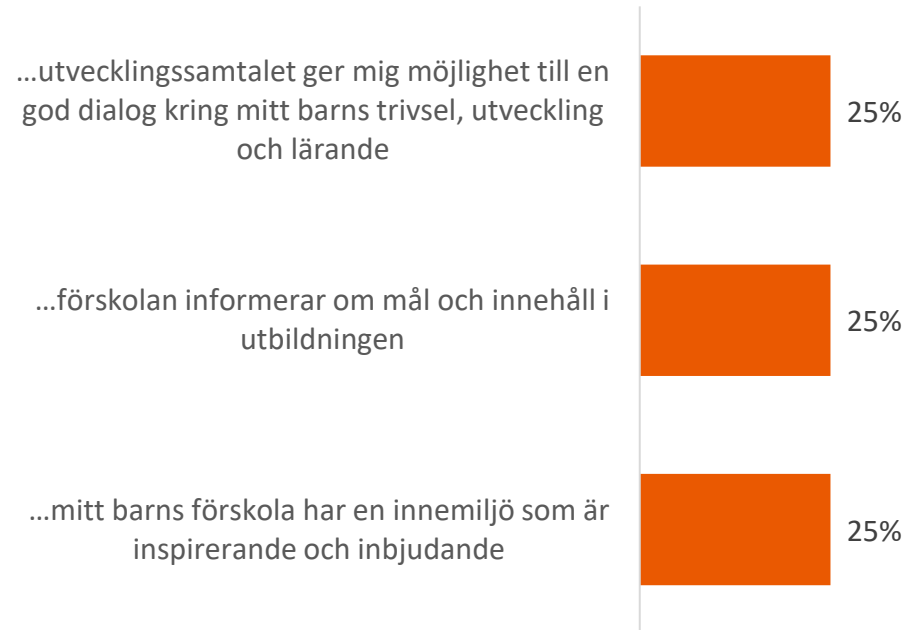 …utvecklingssamtalet ger mig möjlighet till en
god dialog kring mitt barns trivsel, utveckling
och lärande
25%
…förskolan informerar om mål och innehåll i
utbildningen
25%
…mitt barns förskola har en innemiljö som är
inspirerande och inbjudande
25%